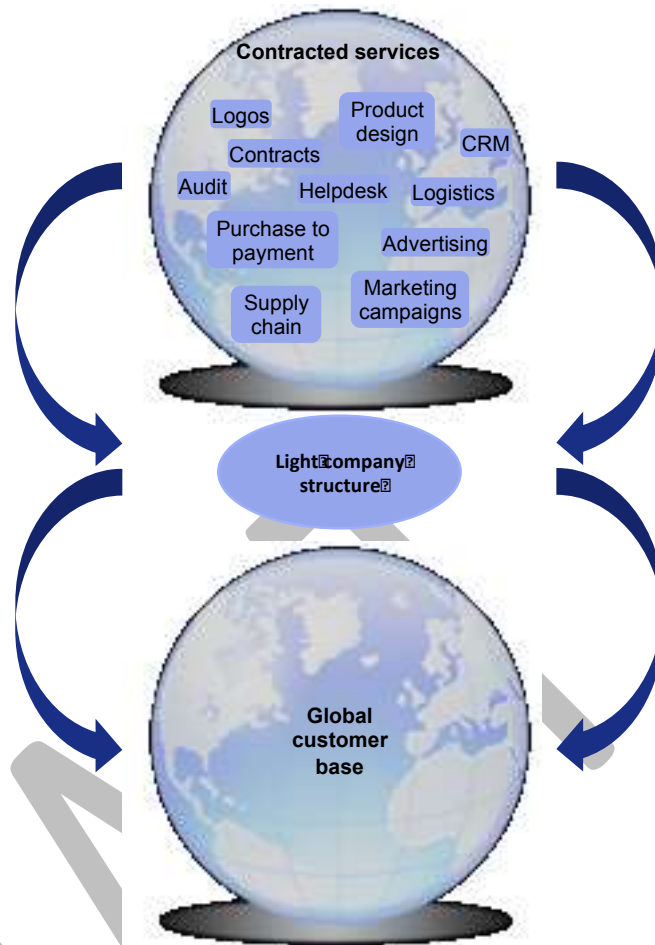 Contracted services
Logos
Product
design
CRM
Contracts
Audit
Helpdesk
Logistics
Purchase to
payment
Advertising
Supply
chain
Marketing
campaigns
Light⍰company⍰
structure⍰
Global
customer
base